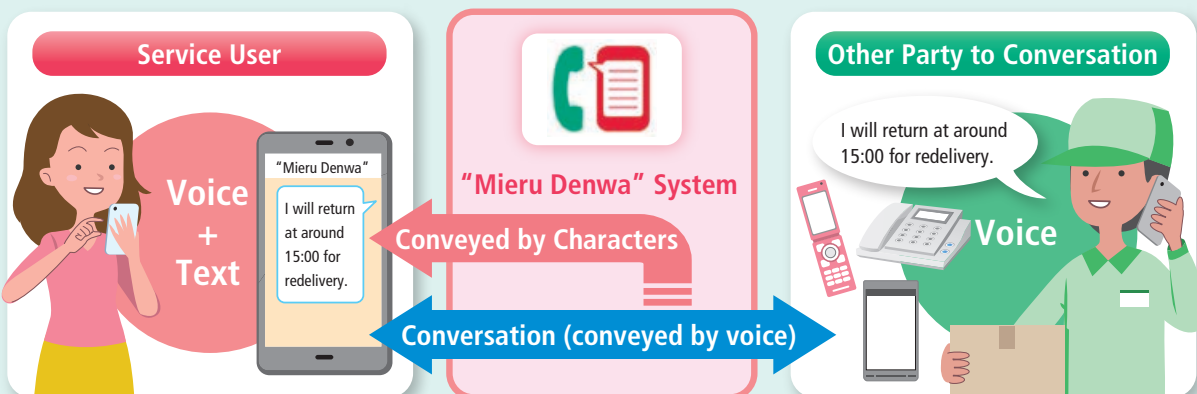 Service User
Voice
+
Text
"Mieru Denwa"
I will return
at around
15:00 for
redelivery.
"Mieru Denwa" System
Conveyed by Characters
Conversation (conveyed by voice)
Other Party to Conversation
I will return at around
15:00 for redelivery.
Voice